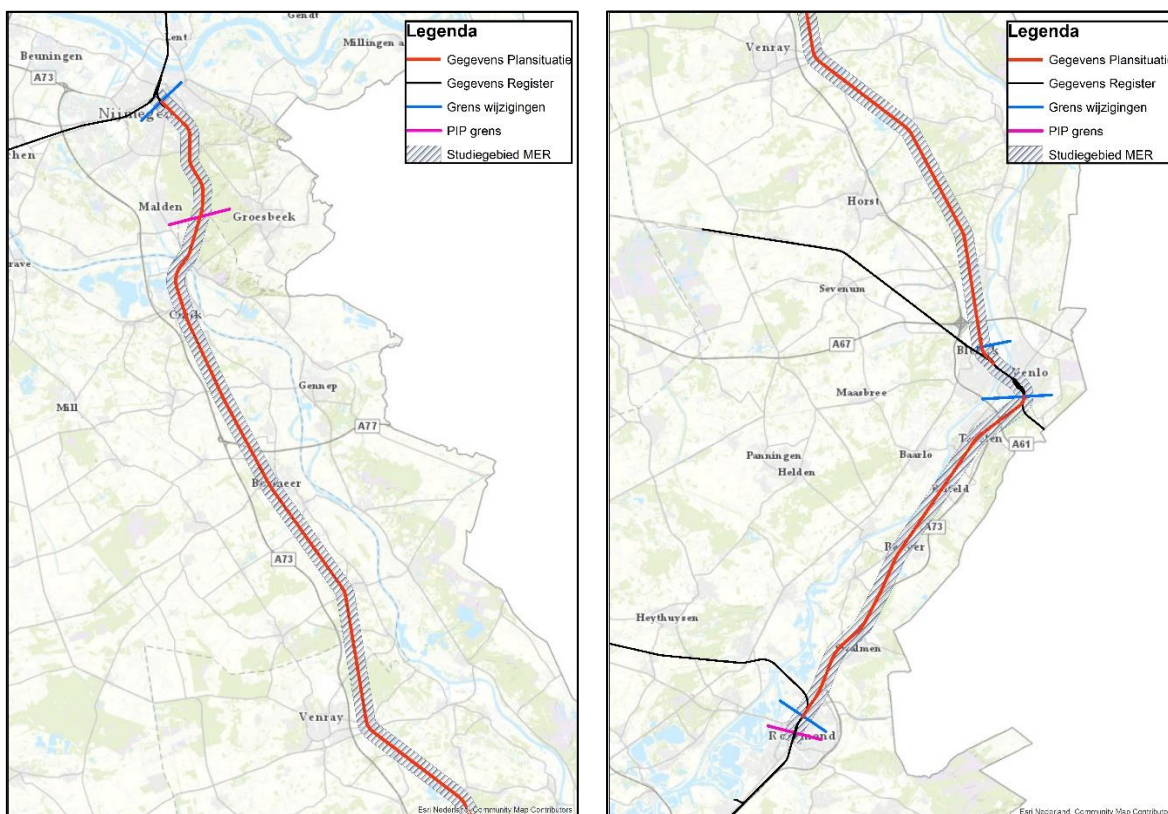 Gendt
Legenda
Gegevens Plansituatie
Gegevens Register
Grens wijzigingen
PIP grens
Studiegebied MER
Lent
Beuningen
Millingen a
A73
Malden
Groesbeek
Gennep
Mill
A77
A73
Venray
Esri Nederland, Community Map Contributors
Legenda
Gegevens Plansituatie
Gegevens Register
Grens wijzigingen
PIP grens
Studiegebied MER
Venray
Horst
Sevenum
A67
Maasbree
A61
Panningen
Baarlo
Helden
A73
Heythuysen
Esri Nederland, Community Map Contributors